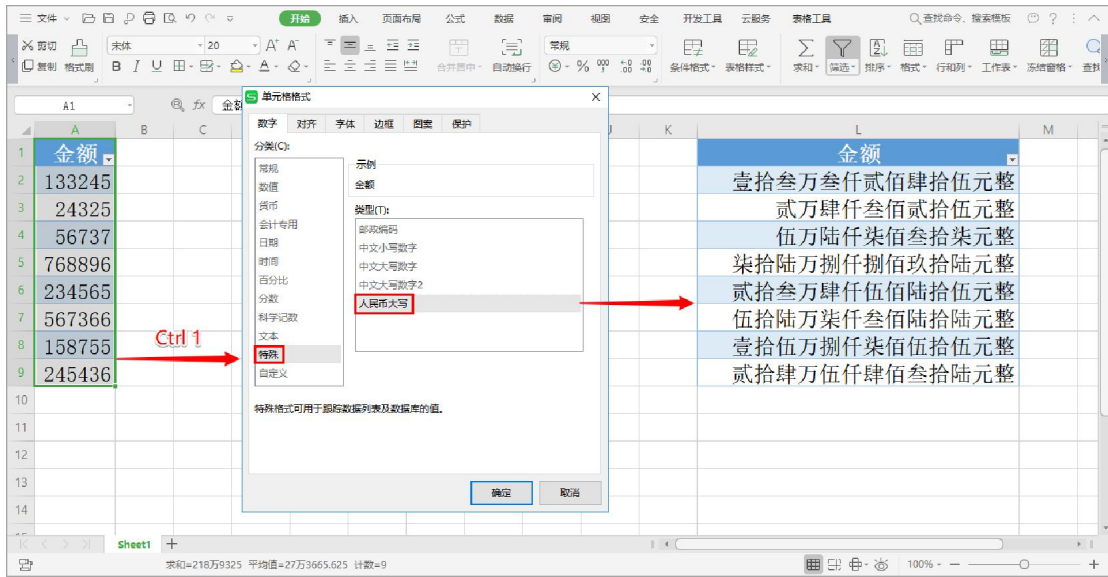 三 文件 开始 插入 页面布局 公式 数据 审阅 视图 安全 开发工具 云服务 表格工具 查找命令、搜索模板 ?
剪切 复制 格式刷 宋体 20 A⁺ A⁻ B I U A 合并居中 自动换行 常规 % 000 条件格式 表格样式 求和 筛选 排序 格式 行和列 工作表 冻结窗格 查找
A1 fx 金额
单元格格式
数字 对齐 字体 边框 图案 保护
分类(C):
常规
数值
货币
会计专用
日期
时间
百分比
分数
科学记数
文本
特殊
自定义
示例
金额
类型(T):
邮政编码
中文小写数字
中文大写数字
中文大写数字2
人民币大写
特殊格式可用于跟踪数据列表及数据库的值。
确定 取消
A B C J K L M
1 金额 金额
2 133245 壹拾叁万叁仟贰佰肆拾伍元整
3 24325 贰万肆仟叁佰贰拾伍元整
4 56737 伍万陆仟柒佰叁拾柒元整
5 768896 柒拾陆万捌仟捌佰玖拾陆元整
6 234565 贰拾叁万肆仟伍佰陆拾伍元整
7 567366 伍拾陆万柒仟叁佰陆拾陆元整
8 158755 壹拾伍万捌仟柒佰伍拾伍元整
9 245436 贰拾肆万伍仟肆佰叁拾陆元整
Ctrl 1
10
11
12
13
14
Sheet1 +
求和=218万9325 平均值=27万3665.625 计数=9 100%